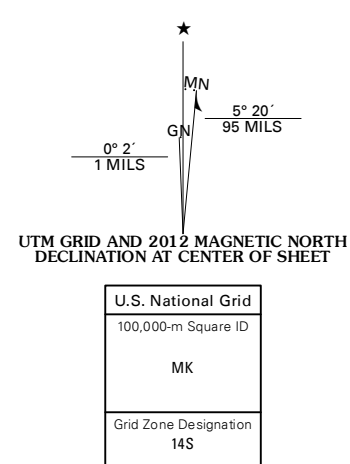 ★
MN
5° 20´
95 MILS
GN
0° 2´
1 MILS
UTM GRID AND 2012 MAGNETIC NORTH
DECLINATION AT CENTER OF SHEET
U.S. National Grid
100,000-m Square ID
MK
Grid Zone Designation
14S